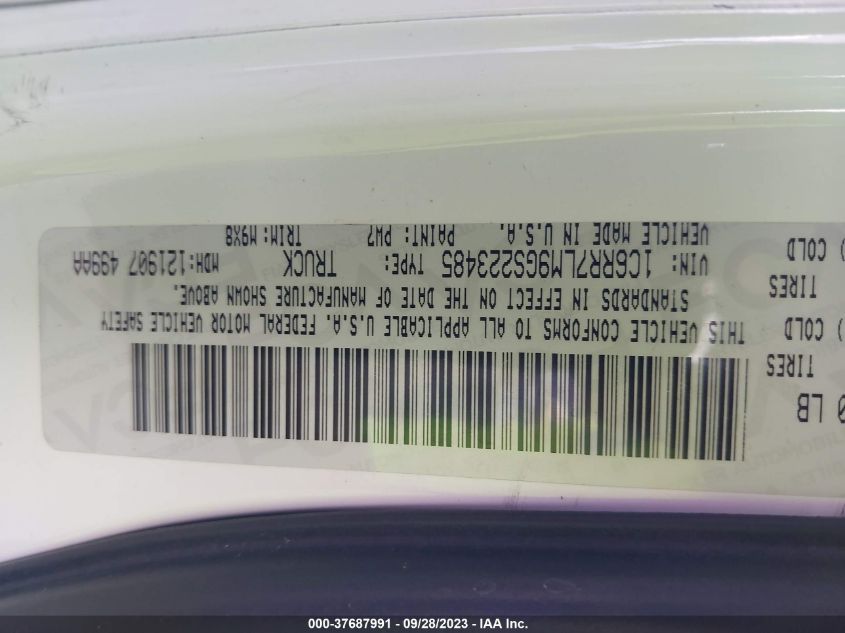 LB
TIRES
COLD
TIRES
COLD
THIS VEHICLE CONFORMS TO ALL APPLICABLE U.S.A. FEDERAL MOTOR VEHICLE SAFETY
STANDARDS IN EFFECT ON THE DATE OF MANUFACTURE SHOWN ABOVE.
VIN: 1C6RR7LM9GS223485 TYPE: TRUCK MDH: 121907 499AA
VEHICLE MADE IN U.S.A. PAINT: PW7 TRIM: M9X8
000-37687991 - 09/28/2023 - IAA Inc.